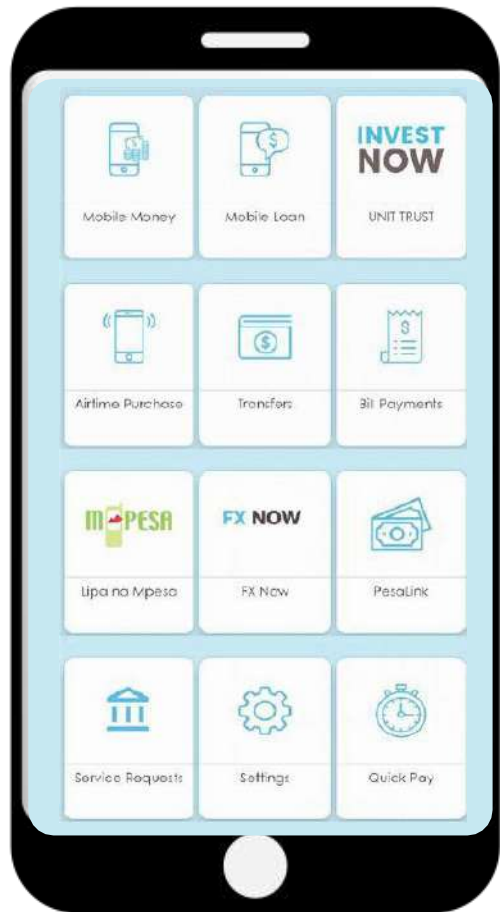 Mobile Money
Mobile Loan
INVEST
NOW
UNIT TRUST
Airtime Purchase
Transfers
Bill Payments
M-PESA
FX NOW
Lipa na Mpesa
FX Now
PesaLink
Service Requests
Settings
Quick Pay